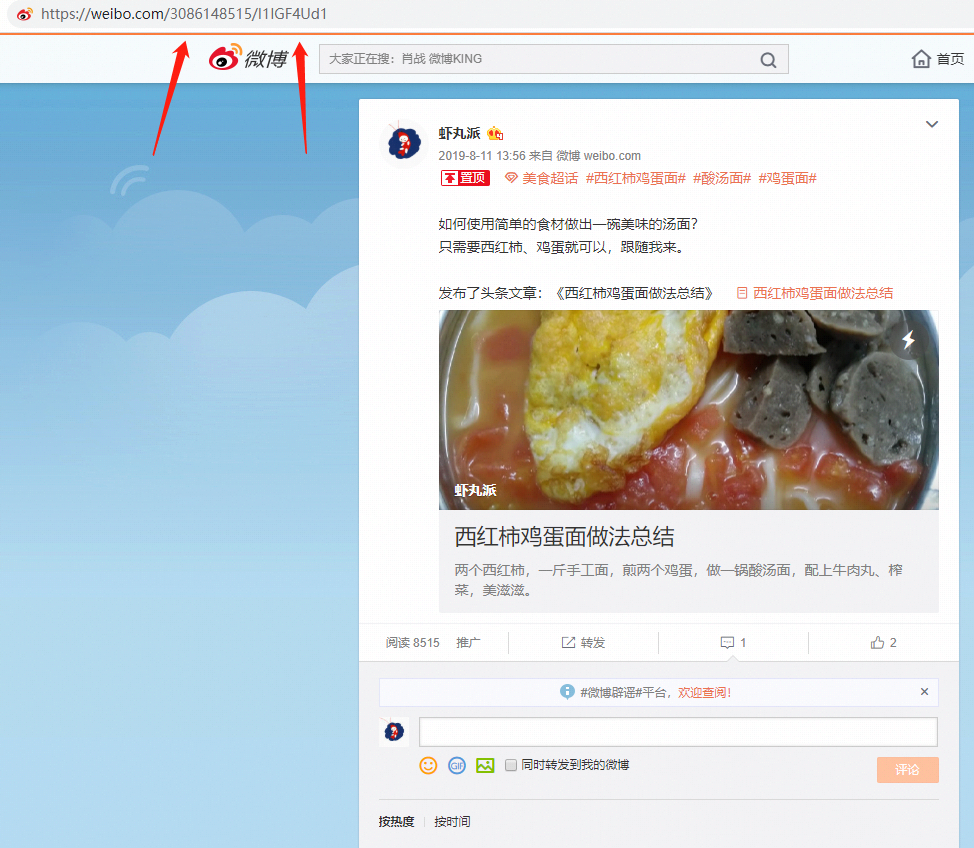 https://weibo.com/3086148515/I1IGF4Ud1
微博
大家正在搜：肖战 微博KING
首页
虾丸派
2019-8-11 13:56 来自 微博 weibo.com
置顶 美食超话 #西红柿鸡蛋面# #酸汤面# #鸡蛋面#
如何使用简单的食材做出一碗美味的汤面？
只需要西红柿、鸡蛋就可以，跟随我来。
发布了头条文章：《西红柿鸡蛋面做法总结》 西红柿鸡蛋面做法总结
虾丸派
西红柿鸡蛋面做法总结
两个西红柿，一斤手工面，煎两个鸡蛋，做一锅酸汤面，配上牛肉丸、榨
菜，美滋滋。
阅读 8515 推广 转发 1 2
#微博辟谣#平台，欢迎查阅！ ×
GIF 同时转发到我的微博 评论
按热度 按时间